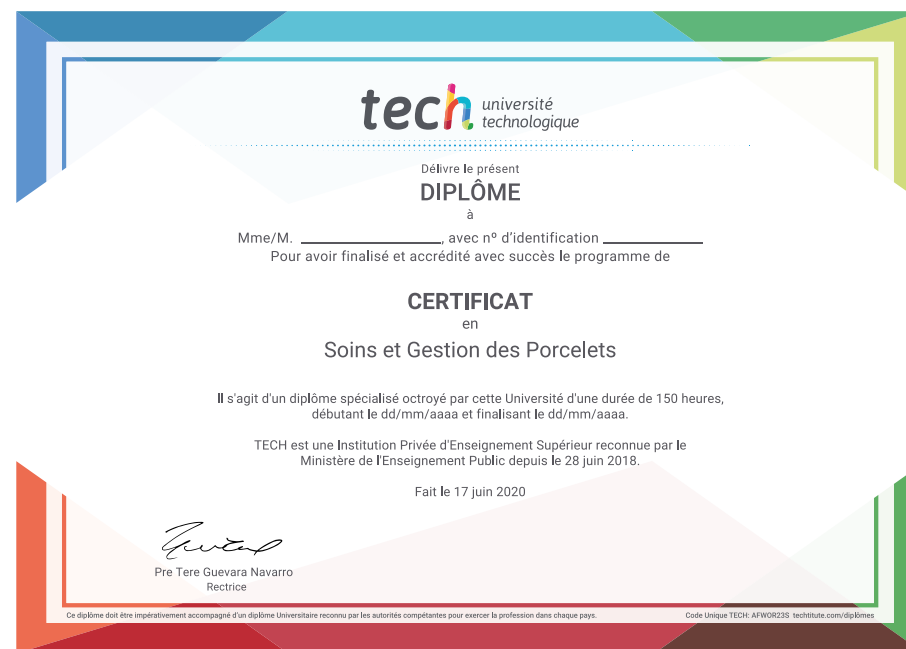 tech université
technologique
Délivre le présent
DIPLÔME
à
Mme/M. ____________________, avec nº d'identification ______________
Pour avoir finalisé et accrédité avec succès le programme de
CERTIFICAT
en
Soins et Gestion des Porcelets
Il s'agit d'un diplôme spécialisé octroyé par cette Université d'une durée de 150 heures,
débutant le dd/mm/aaaa et finalisant le dd/mm/aaaa.
TECH est une Institution Privée d'Enseignement Supérieur reconnue par le
Ministère de l'Enseignement Public depuis le 28 juin 2018.
Fait le 17 juin 2020
Pre Tere Guevara Navarro
Rectrice
Ce diplôme doit être impérativement accompagné d'un diplôme Universitaire reconnu par les autorités compétantes pour exercer la profession dans chaque pays.
Code Unique TECH: AFWOR23S techtitute.com/diplômes